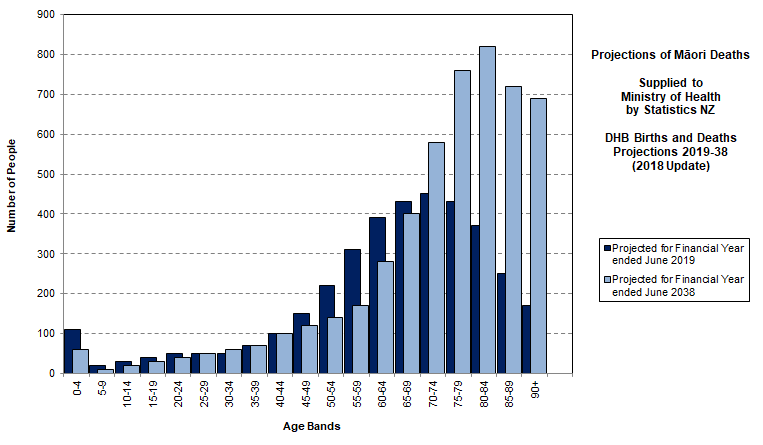 Projections of Māori Deaths
Supplied to
Ministry of Health
by Statistics NZ
DHB Births and Deaths
Projections 2019-38
(2018 Update)
Number of People
900
800
700
600
500
400
300
200
100
0
0-4
5-9
10-14
15-19
20-24
25-29
30-34
35-39
40-44
45-49
50-54
55-59
60-64
65-69
70-74
75-79
80-84
85-89
90+
Age Bands
Projected for Financial Year
ended June 2019
Projected for Financial Year
ended June 2038